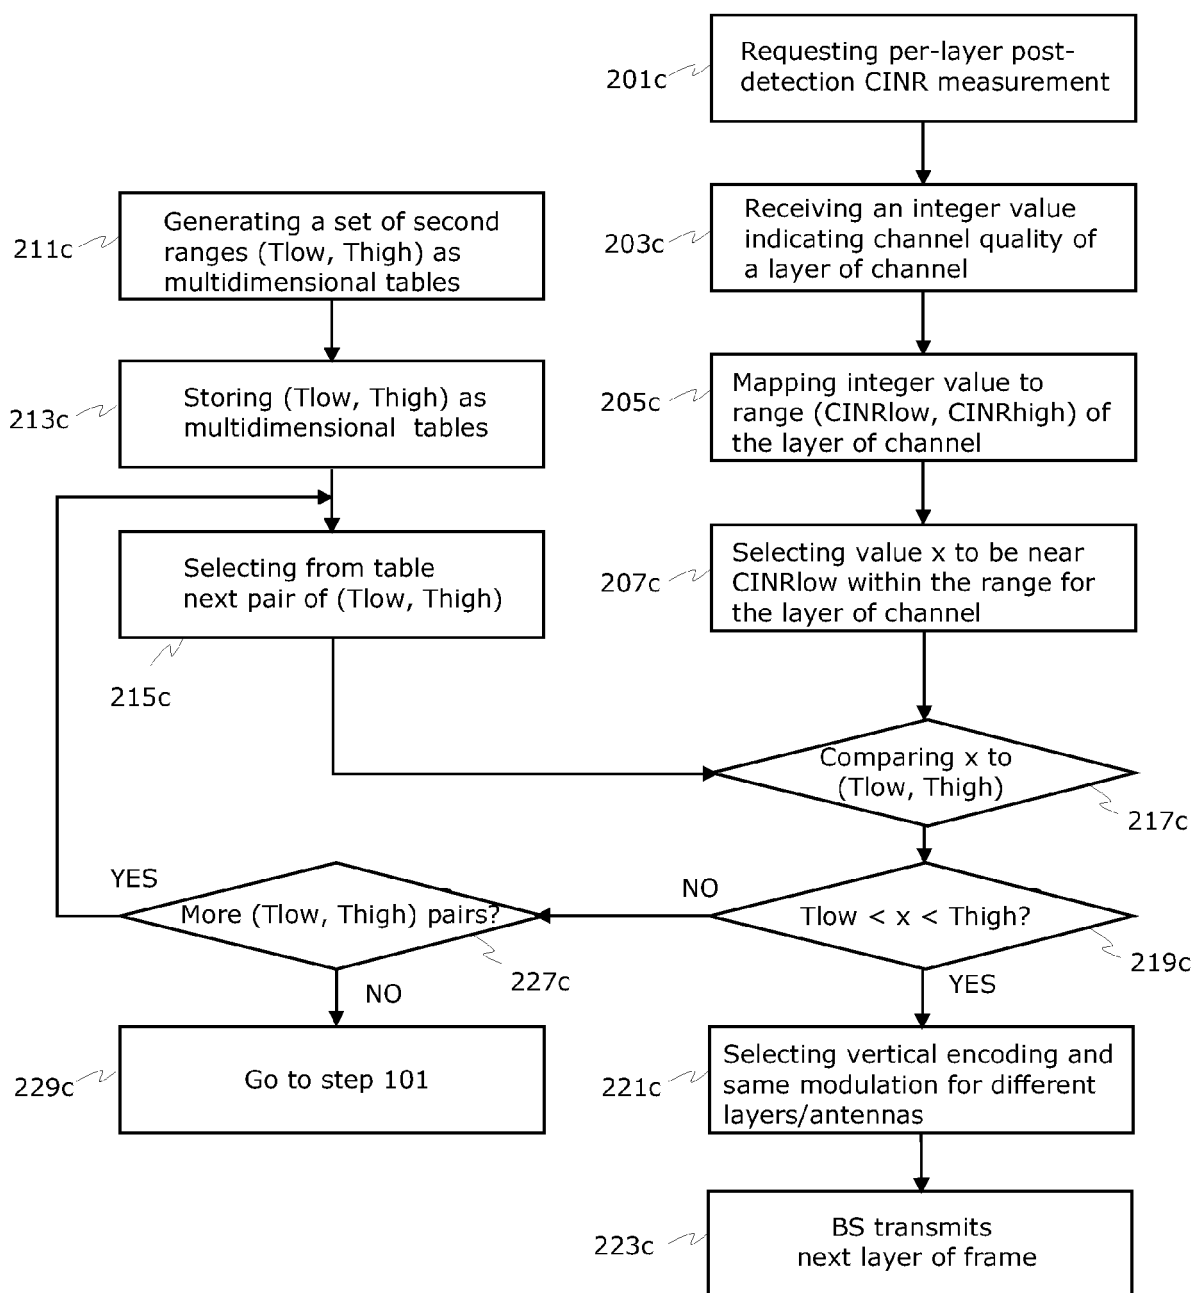 Requesting per-layer post-
detection CINR measurement
201c
Generating a set of second
ranges (Tlow, Thigh) as
multidimensional tables
211c
Receiving an integer value
indicating channel quality of
a layer of channel
203c
Storing (Tlow, Thigh) as
multidimensional tables
213c
Mapping integer value to
range (CINRlow, CINRhigh) of
the layer of channel
205c
Selecting from table
next pair of (Tlow, Thigh)
215c
Selecting value x to be near
CINRlow within the range for
the layer of channel
207c
Comparing x to
(Tlow, Thigh)
217c
YES
More (Tlow, Thigh) pairs?
227c
NO
NO
Tlow < x < Thigh?
219c
YES
Go to step 101
229c
Selecting vertical encoding and
same modulation for different
layers/antennas
221c
BS transmits
next layer of frame
223c